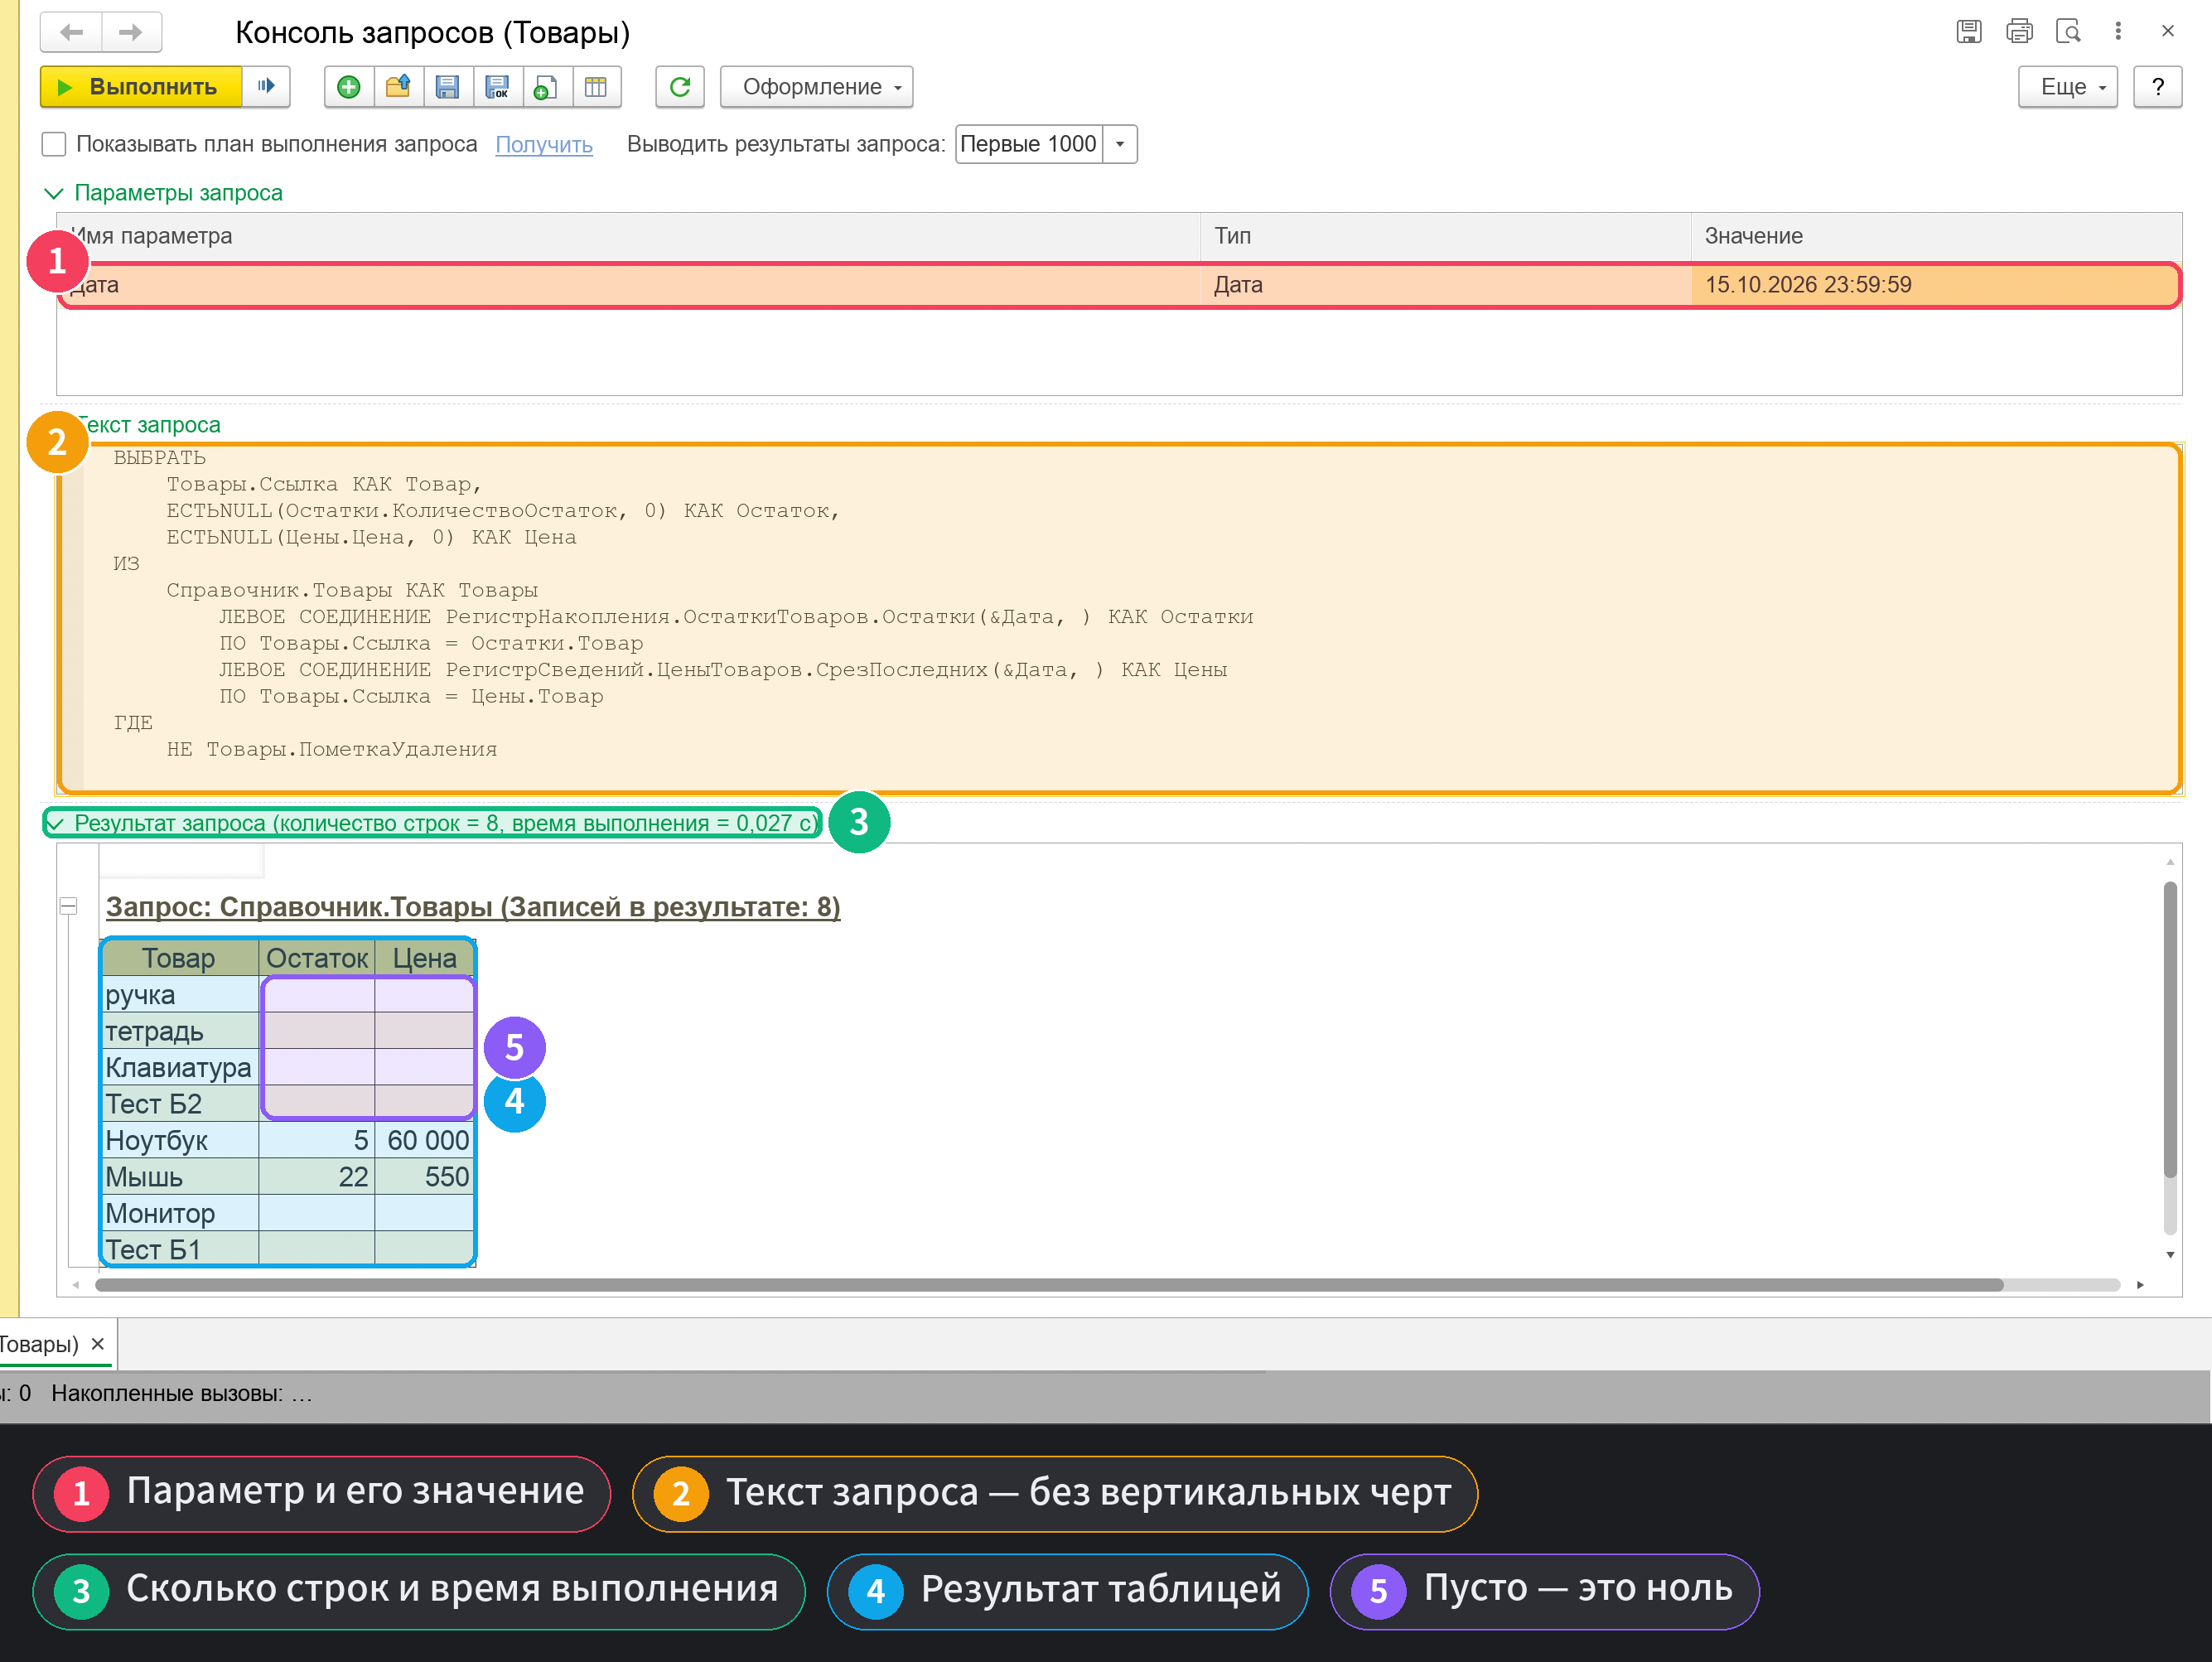 Консоль запросов (Товары)
Выполнить
OK
Оформление
Еще
?
Показывать план выполнения запроса Получить Выводить результаты запроса: Первые 1000
Параметры запроса
Имя параметра Тип Значение
1
Дата Дата 15.10.2026 23:59:59
2
Текст запроса
ВЫБРАТЬ
Товары.Ссылка КАК Товар,
ЕСТЬNULL(Остатки.КоличествоОстаток, 0) КАК Остаток,
ЕСТЬNULL(Цены.Цена, 0) КАК Цена
ИЗ
Справочник.Товары КАК Товары
ЛЕВОЕ СОЕДИНЕНИЕ РегистрНакопления.ОстаткиТоваров.Остатки(&Дата, ) КАК Остатки
ПО Товары.Ссылка = Остатки.Товар
ЛЕВОЕ СОЕДИНЕНИЕ РегистрСведений.ЦеныТоваров.СрезПоследних(&Дата, ) КАК Цены
ПО Товары.Ссылка = Цены.Товар
ГДЕ
НЕ Товары.ПометкаУдаления
Результат запроса (количество строк = 8, время выполнения = 0,027 с)
3
Запрос: Справочник.Товары (Записей в результате: 8)
Товар Остаток Цена
ручка
тетрадь
Клавиатура
Тест Б2
5
4
Ноутбук 5 60 000
Мышь 22 550
Монитор
Тест Б1
Товары) ×
ы: 0 Накопленные вызовы: ...
1 Параметр и его значение
2 Текст запроса — без вертикальных черт
3 Сколько строк и время выполнения
4 Результат таблицей
5 Пусто — это ноль